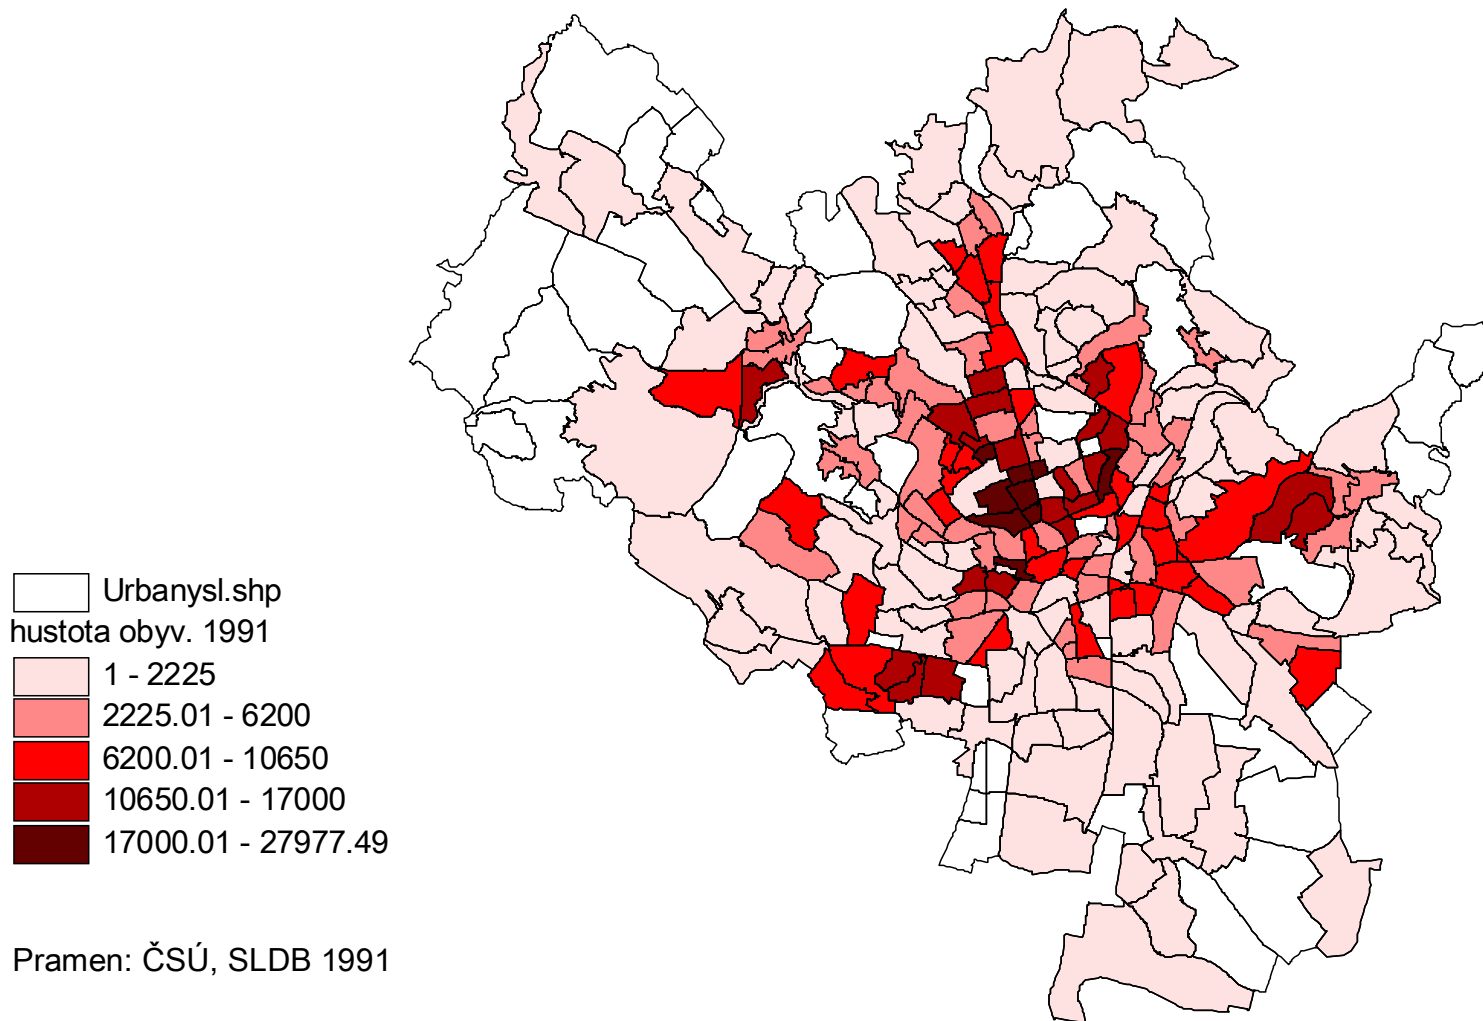 Urbanysl.shp
hustota obyv. 1991
1 - 2225
2225.01 - 6200
6200.01 - 10650
10650.01 - 17000
17000.01 - 27977.49
Pramen: ČSÚ, SLDB 1991